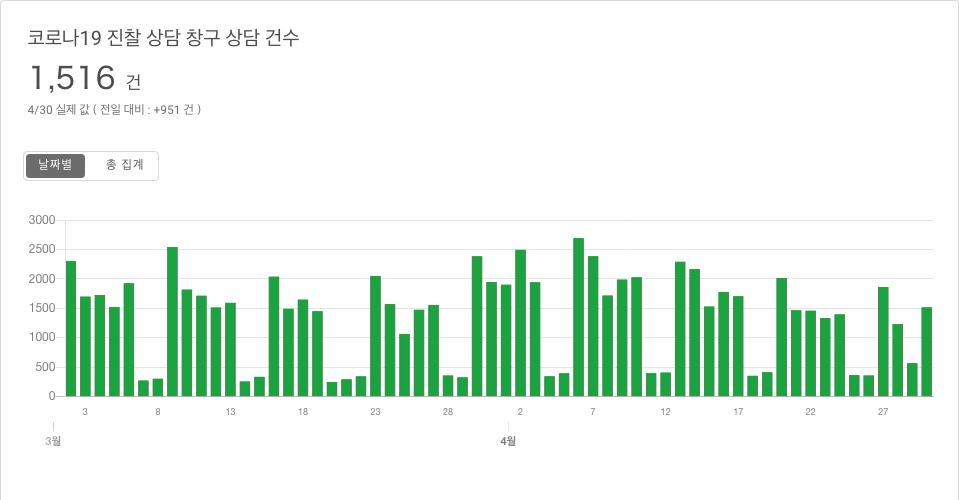 코로나19 진찰 상담 창구 상담 건수
1,516 건
4/30 실제 값 ( 전일 대비 : +951 건 )
날짜별 총 집계
3000
2500
2000
1500
1000
500
0
3 8 13 18 23 28 2 7 12 17 22 27
3월 4월